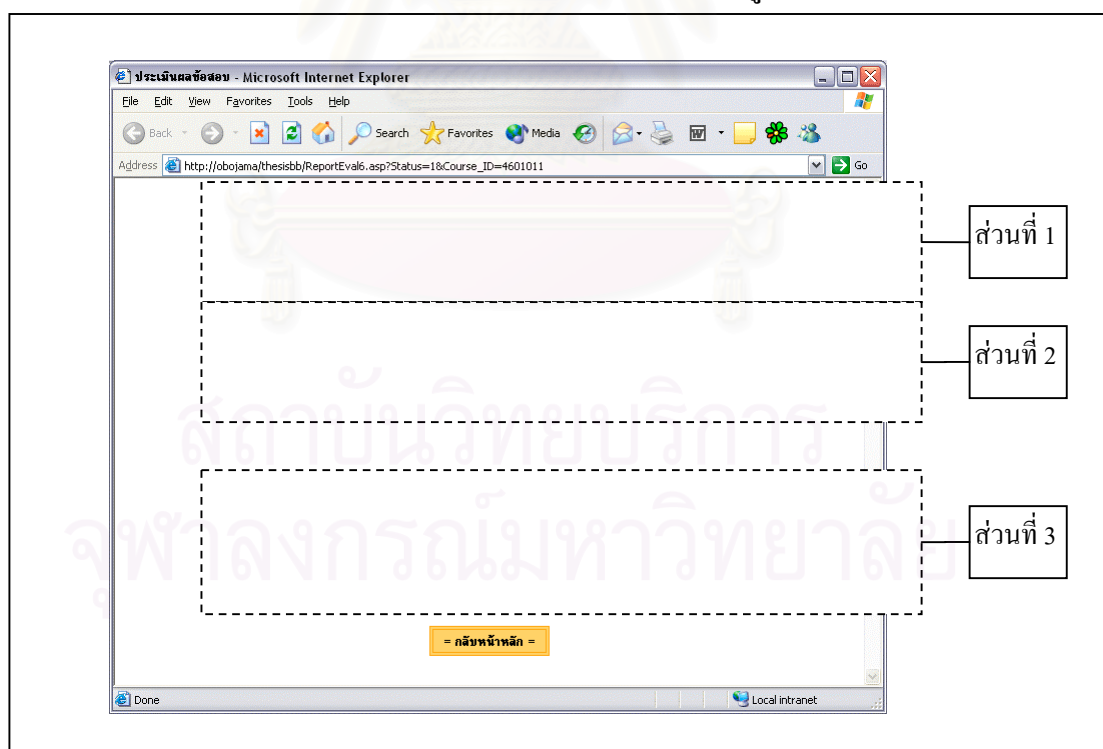 ประเมินผลข้อสอบ - Microsoft Internet Explorer
File Edit View Favorites Tools Help
Back Search Favorites Media
Address http://obojama/thesisbb/ReportEval6.asp?Status=1&Course_ID=4601011 Go
ส่วนที่ 1
ส่วนที่ 2
สถาบันวิทยบริการ
ส่วนที่ 3
จุฬาลงกรณ์มหาวิทยาลัย
= กลับหน้าหลัก =
Done Local intranet